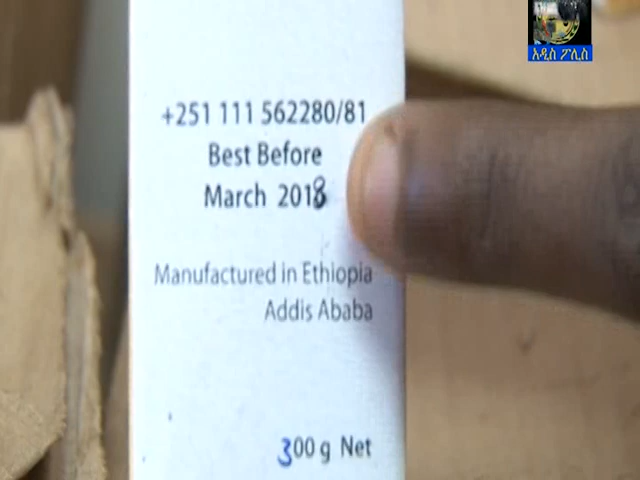 አዲስ ፖሊስ
+251 111 562280/81
Best Before
March 2018
Manufactured in Ethiopia
Addis Ababa
300 g Net